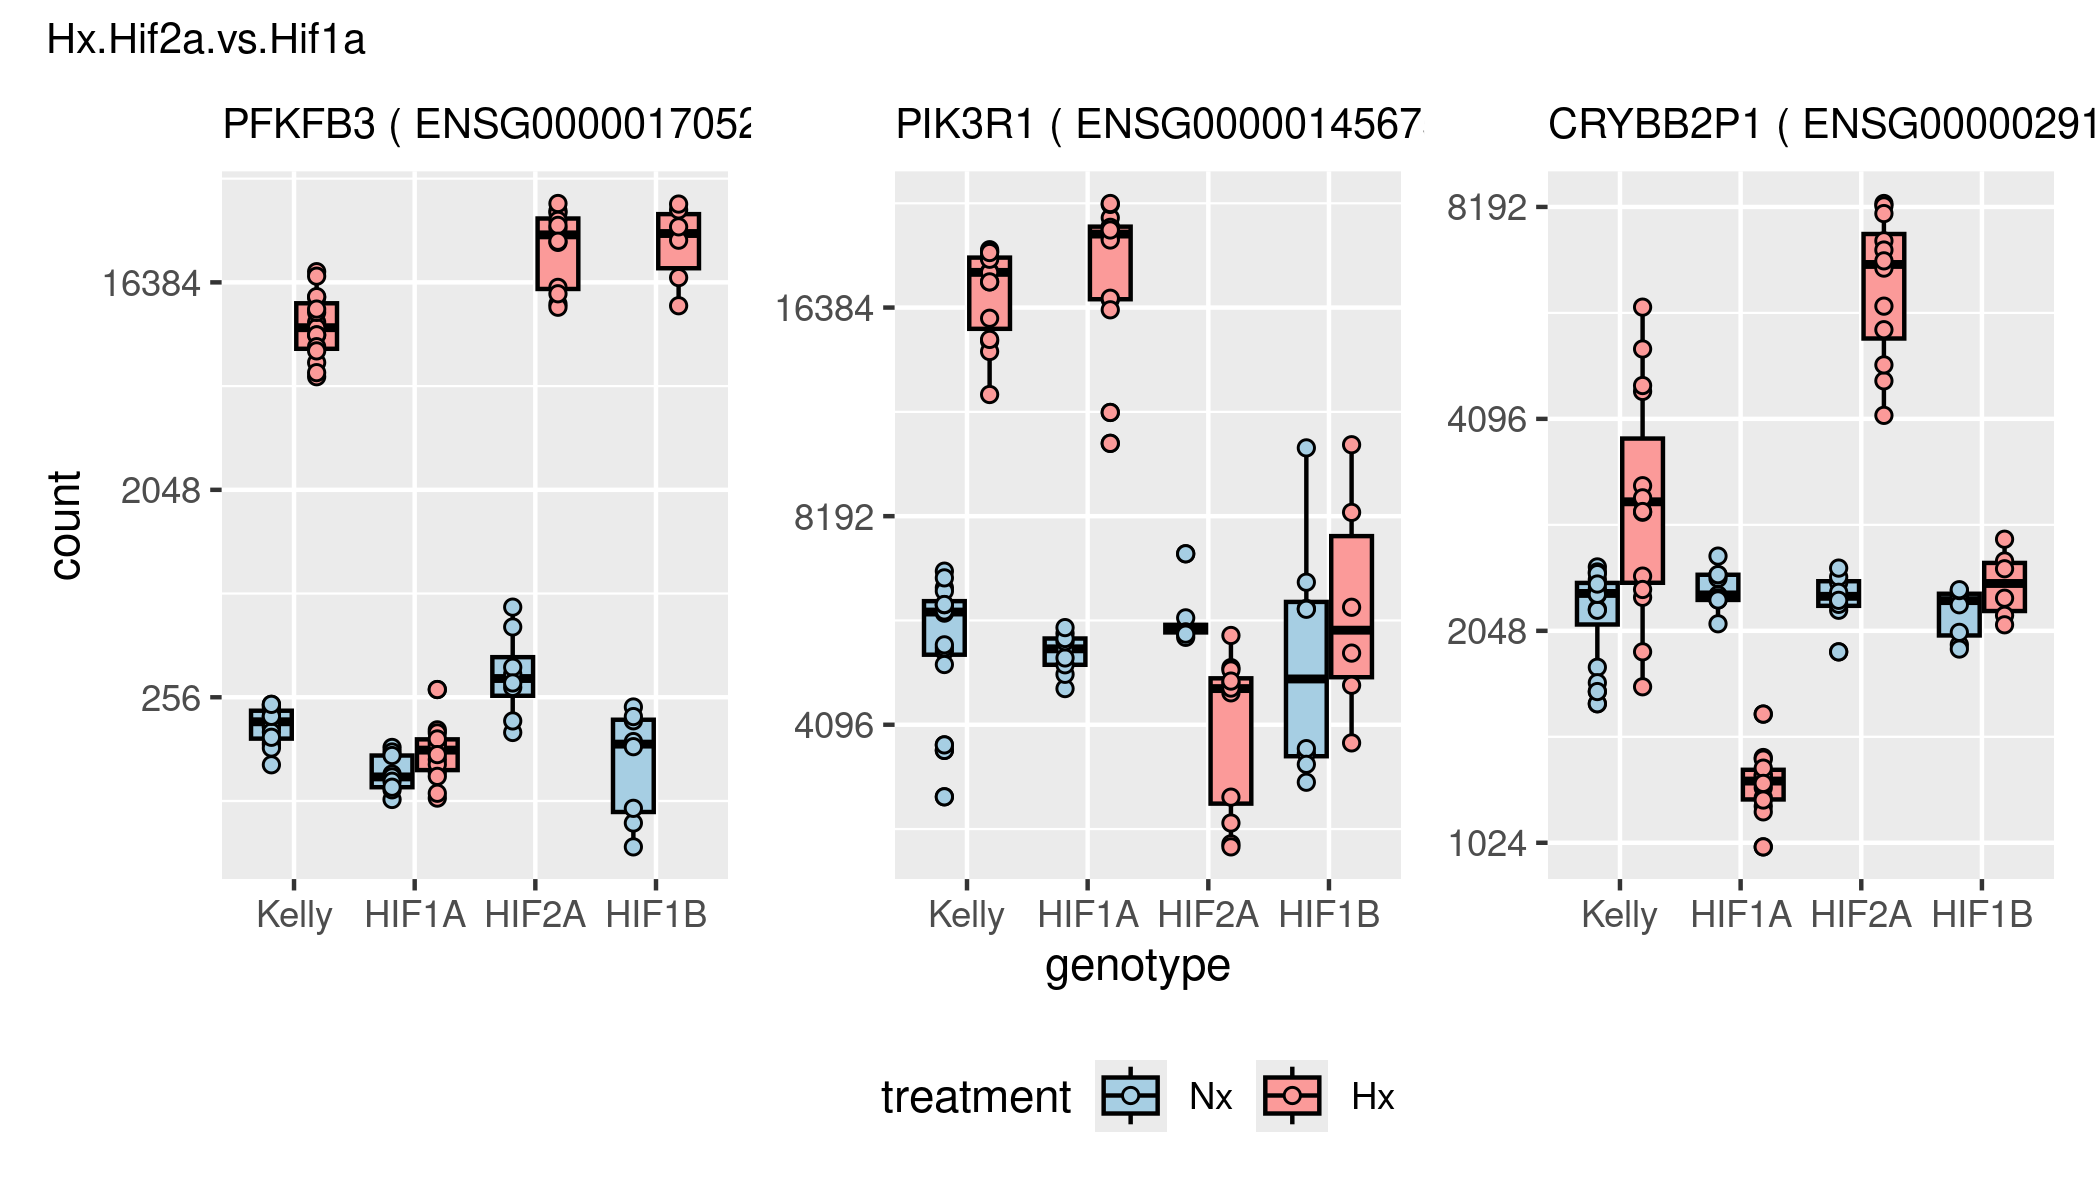 Hx.Hif2a.vs.Hif1a
PFKFB3 ( ENSG0000017052
PIK3R1 ( ENSG0000014567
CRYBB2P1 ( ENSG00000291
count
16384
2048
256
16384
8192
4096
8192
4096
2048
1024
Kelly HIF1A HIF2A HIF1B
Kelly HIF1A HIF2A HIF1B
Kelly HIF1A HIF2A HIF1B
genotype
treatment Nx Hx